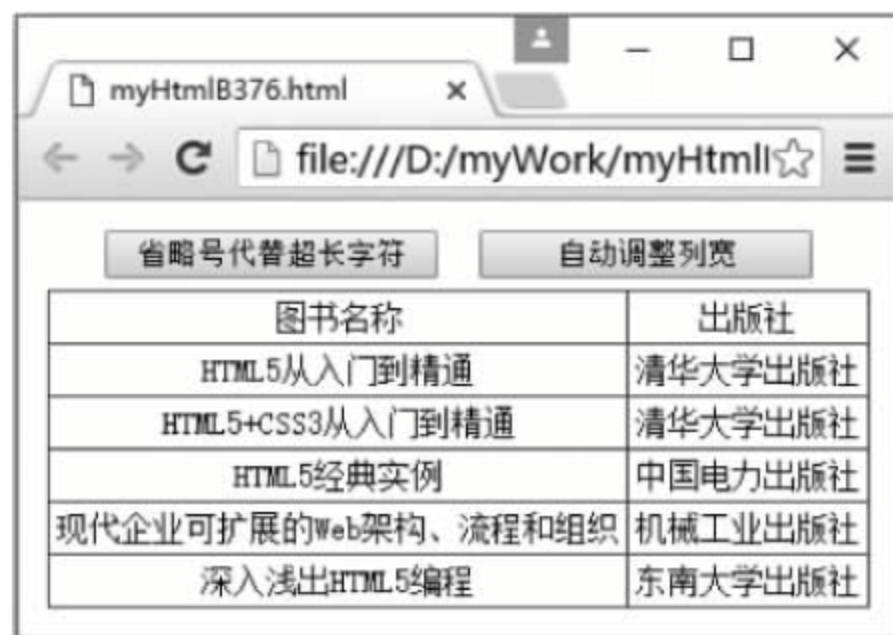 myHtmlB376.html
file:///D:/myWork/myHtml
省略号代替超长字符 自动调整列宽
图书名称 出版社
HTML5从入门到精通 清华大学出版社
HTML5+CSS3从入门到精通 清华大学出版社
HTML5经典实例 中国电力出版社
现代企业可扩展的Web架构、流程和组织 机械工业出版社
深入浅出HTML5编程 东南大学出版社